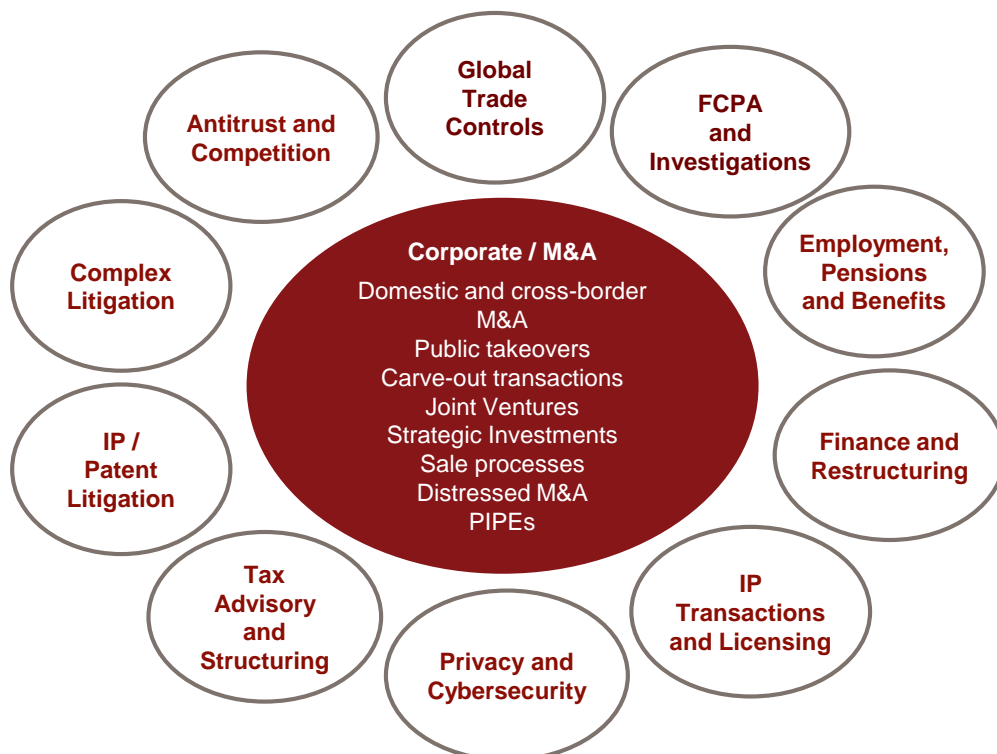 Global
Trade
Controls
FCPA
and
Investigations
Antitrust and
Competition
Employment,
Pensions
and Benefits
Complex
Litigation
Corporate / M&A
Domestic and cross-border
M&A
Public takeovers
Carve-out transactions
Joint Ventures
Strategic Investments
Sale processes
Distressed M&A
PIPEs
IP /
Patent
Litigation
Finance and
Restructuring
Tax
Advisory
and
Structuring
IP
Transactions
and Licensing
Privacy and
Cybersecurity